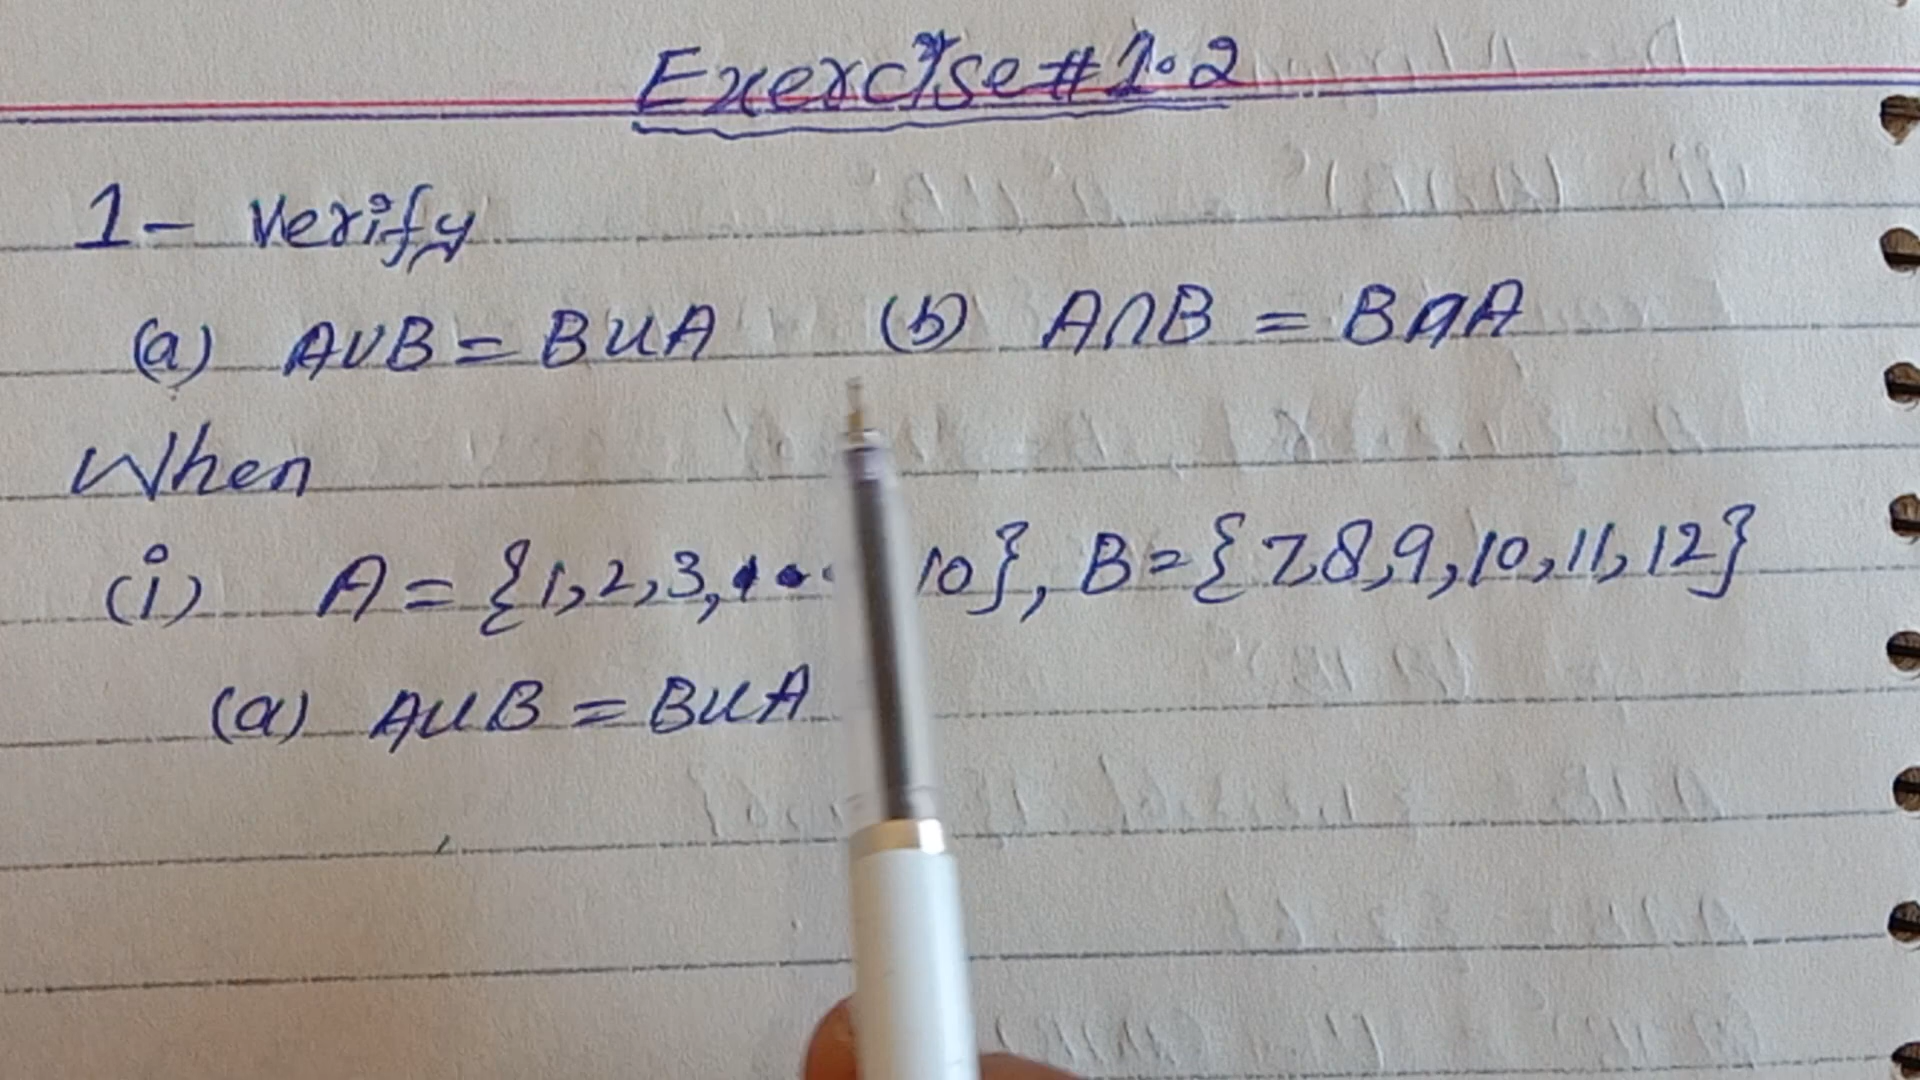 Exercise # 1.2
1- Verify
(a) A∪B = B∪A (b) A∩B = B∩A
When
(i) A = {1,2,3,... 10}, B={7,8,9,10,11,12}
(a) A∪B = B∪A